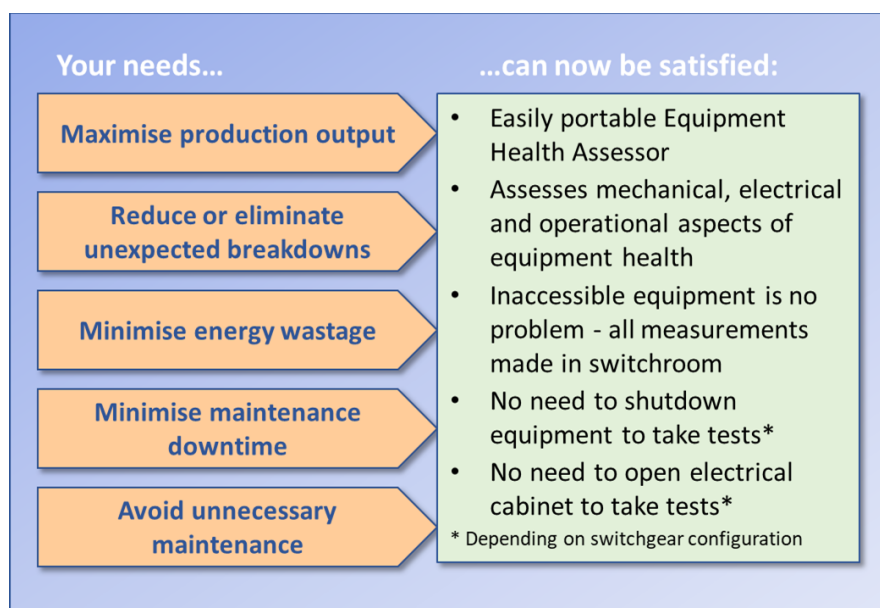 Your needs...
Maximise production output
Reduce or eliminate
unexpected breakdowns
Minimise energy wastage
Minimise maintenance
downtime
Avoid unnecessary
maintenance
...can now be satisfied:
• Easily portable Equipment
Health Assessor
• Assesses mechanical, electrical
and operational aspects of
equipment health
• Inaccessible equipment is no
problem - all measurements
made in switchroom
• No need to shutdown
equipment to take tests*
• No need to open electrical
cabinet to take tests*
* Depending on switchgear configuration